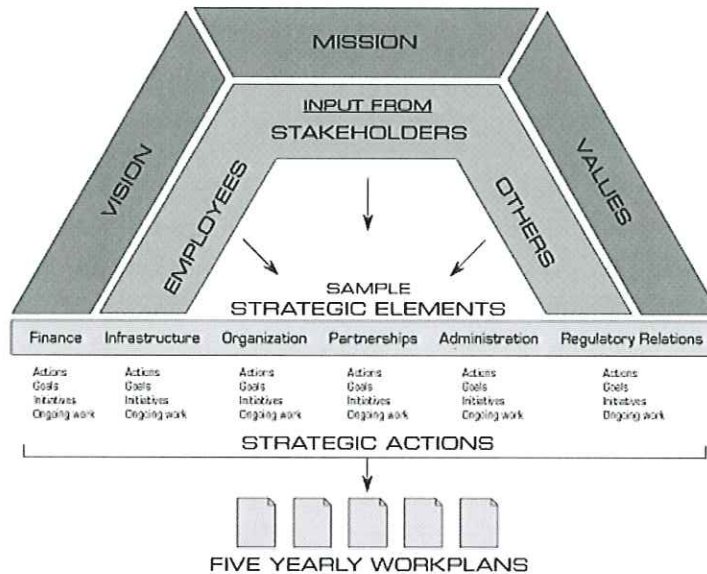 MISSION
VISION
VALUES
INPUT FROM
STAKEHOLDERS
EMPLOYEES
OTHERS
SAMPLE
STRATEGIC ELEMENTS
Finance Infrastructure Organization Partnerships Administration Regulatory Relations
Actions Actions Actions Actions Actions Actions
Goals Goals Goals Goals Goals Goals
Initiatives Initiatives Initiatives Initiatives Initiatives Initiatives
Ongoing work Ongoing work Ongoing work Ongoing work Ongoing work Ongoing work
STRATEGIC ACTIONS
FIVE YEARLY WORKPLANS